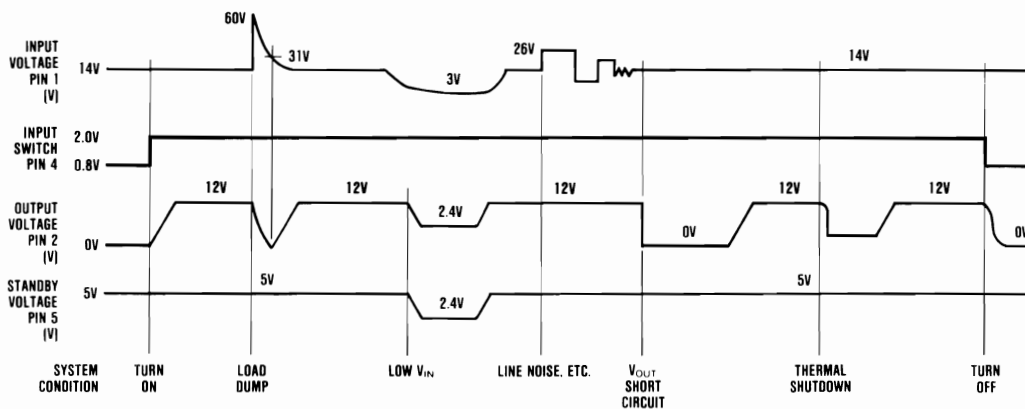 60V
INPUT
VOLTAGE
PIN 1
(V)
14V
31V
3V
26V
14V
INPUT
SWITCH
PIN 4
2.0V
0.8V
OUTPUT
VOLTAGE
PIN 2
(V)
0V
12V
12V
2.4V
12V
0V
12V
12V
0V
STANDBY
VOLTAGE
PIN 5
(V)
5V
5V
2.4V
5V
SYSTEM
CONDITION
TURN
ON
LOAD
DUMP
LOW VIN
LINE NOISE, ETC.
VOUT
SHORT
CIRCUIT
THERMAL
SHUTDOWN
TURN
OFF